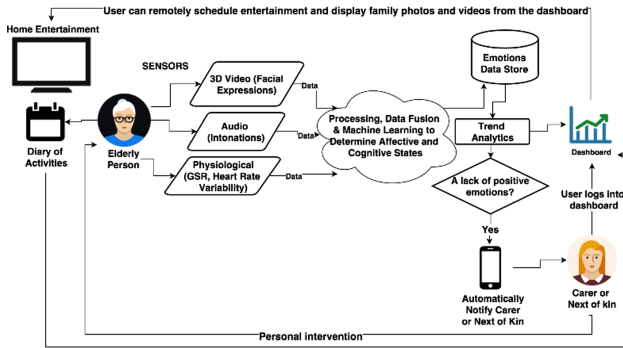 User can remotely schedule entertainment and display family photos and videos from the dashboard
Home Entertainment
SENSORS
3D Video (Facial
Expressions)
Data
Audio
(Intonations)
Data
Physiological
(GSR, Heart Rate
Variability)
Data
Diary of
Activities
Elderly
Person
Processing, Data Fusion
& Machine Learning to
Determine Affective and
Cognitive States
Emotions
Data Store
Trend
Analytics
Dashboard
A lack of positive
emotions?
User logs Into
dashboard
Yes
Automatically
Notify Carer
or Next of Kin
Carer or
Next of kin
Personal intervention